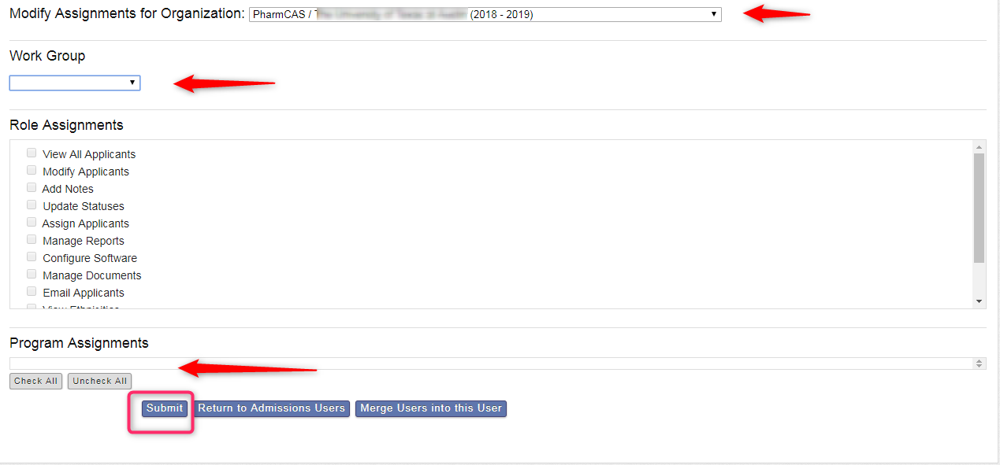 Modify Assignments for Organization: PharmCAS / (2018 - 2019)
Work Group
Role Assignments
View All Applicants
Modify Applicants
Add Notes
Update Statuses
Assign Applicants
Manage Reports
Configure Software
Manage Documents
Email Applicants
View Ethnicities
Program Assignments
Check All Uncheck All
Submit Return to Admissions Users Merge Users into this User